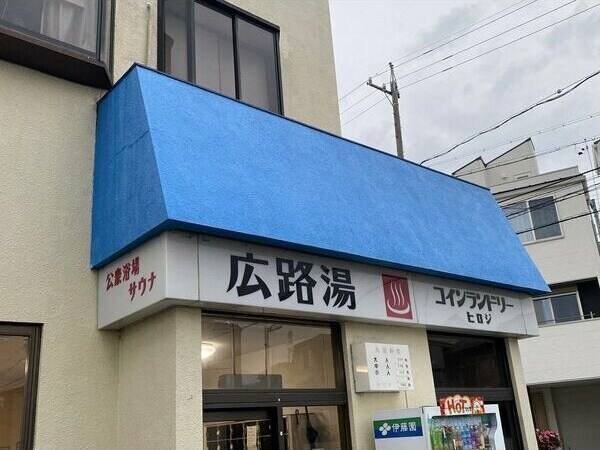 公衆浴場
サウナ
広路湯
コインランドリー
ヒロジ
伊藤園
HOT